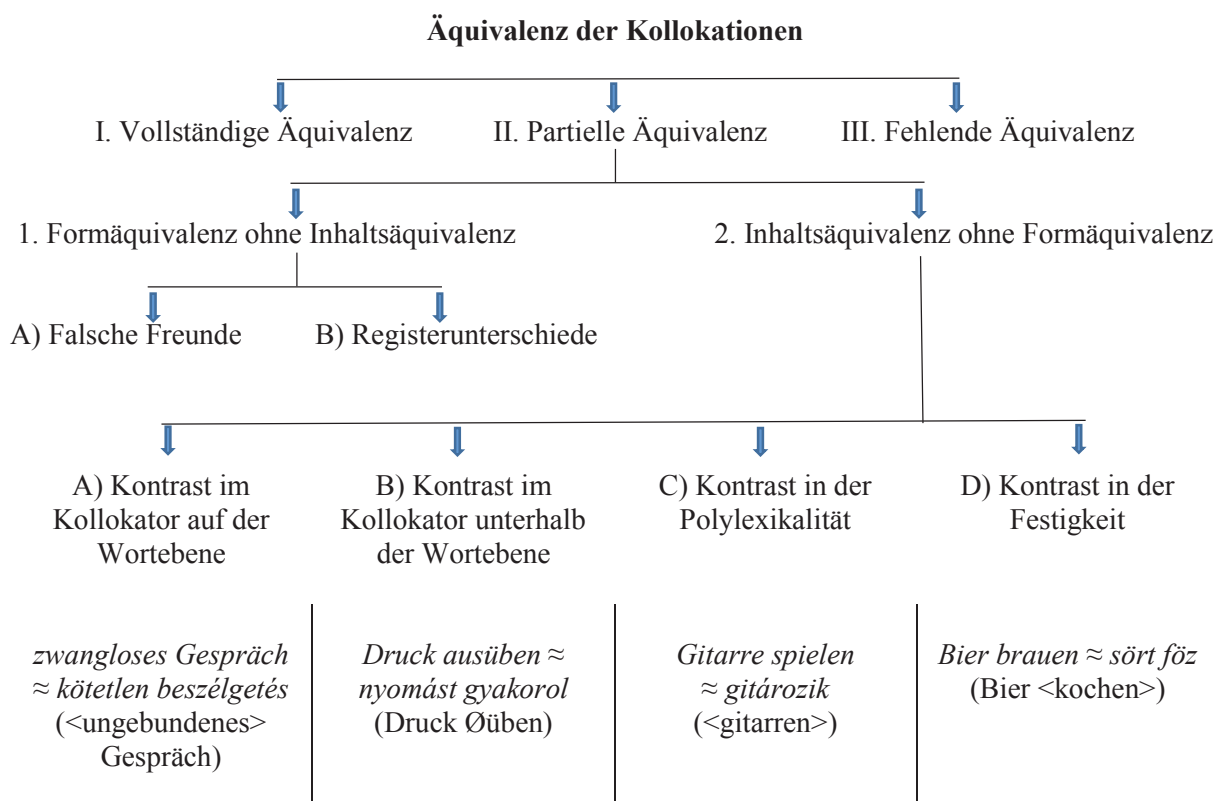 Äquivalenz der Kollokationen
I. Vollständige Äquivalenz
II. Partielle Äquivalenz
III. Fehlende Äquivalenz
1. Formäquivalenz ohne Inhaltsäquivalenz
2. Inhaltsäquivalenz ohne Formäquivalenz
A) Falsche Freunde
B) Registerunterschiede
A) Kontrast im
Kollokator auf der
Wortebene
B) Kontrast im
Kollokator unterhalb
der Wortebene
C) Kontrast in der
Polylexikalität
D) Kontrast in der
Festigkeit
zwangloses Gespräch
≈ kötetlen beszélgetés
(<ungebundenes>
Gespräch)
Druck ausüben ≈
nyomást gyakorol
(Druck Øüben)
Gitarre spielen
≈ gitározik
(<gitarren>)
Bier brauen ≈ sört föz
(Bier <kochen>)